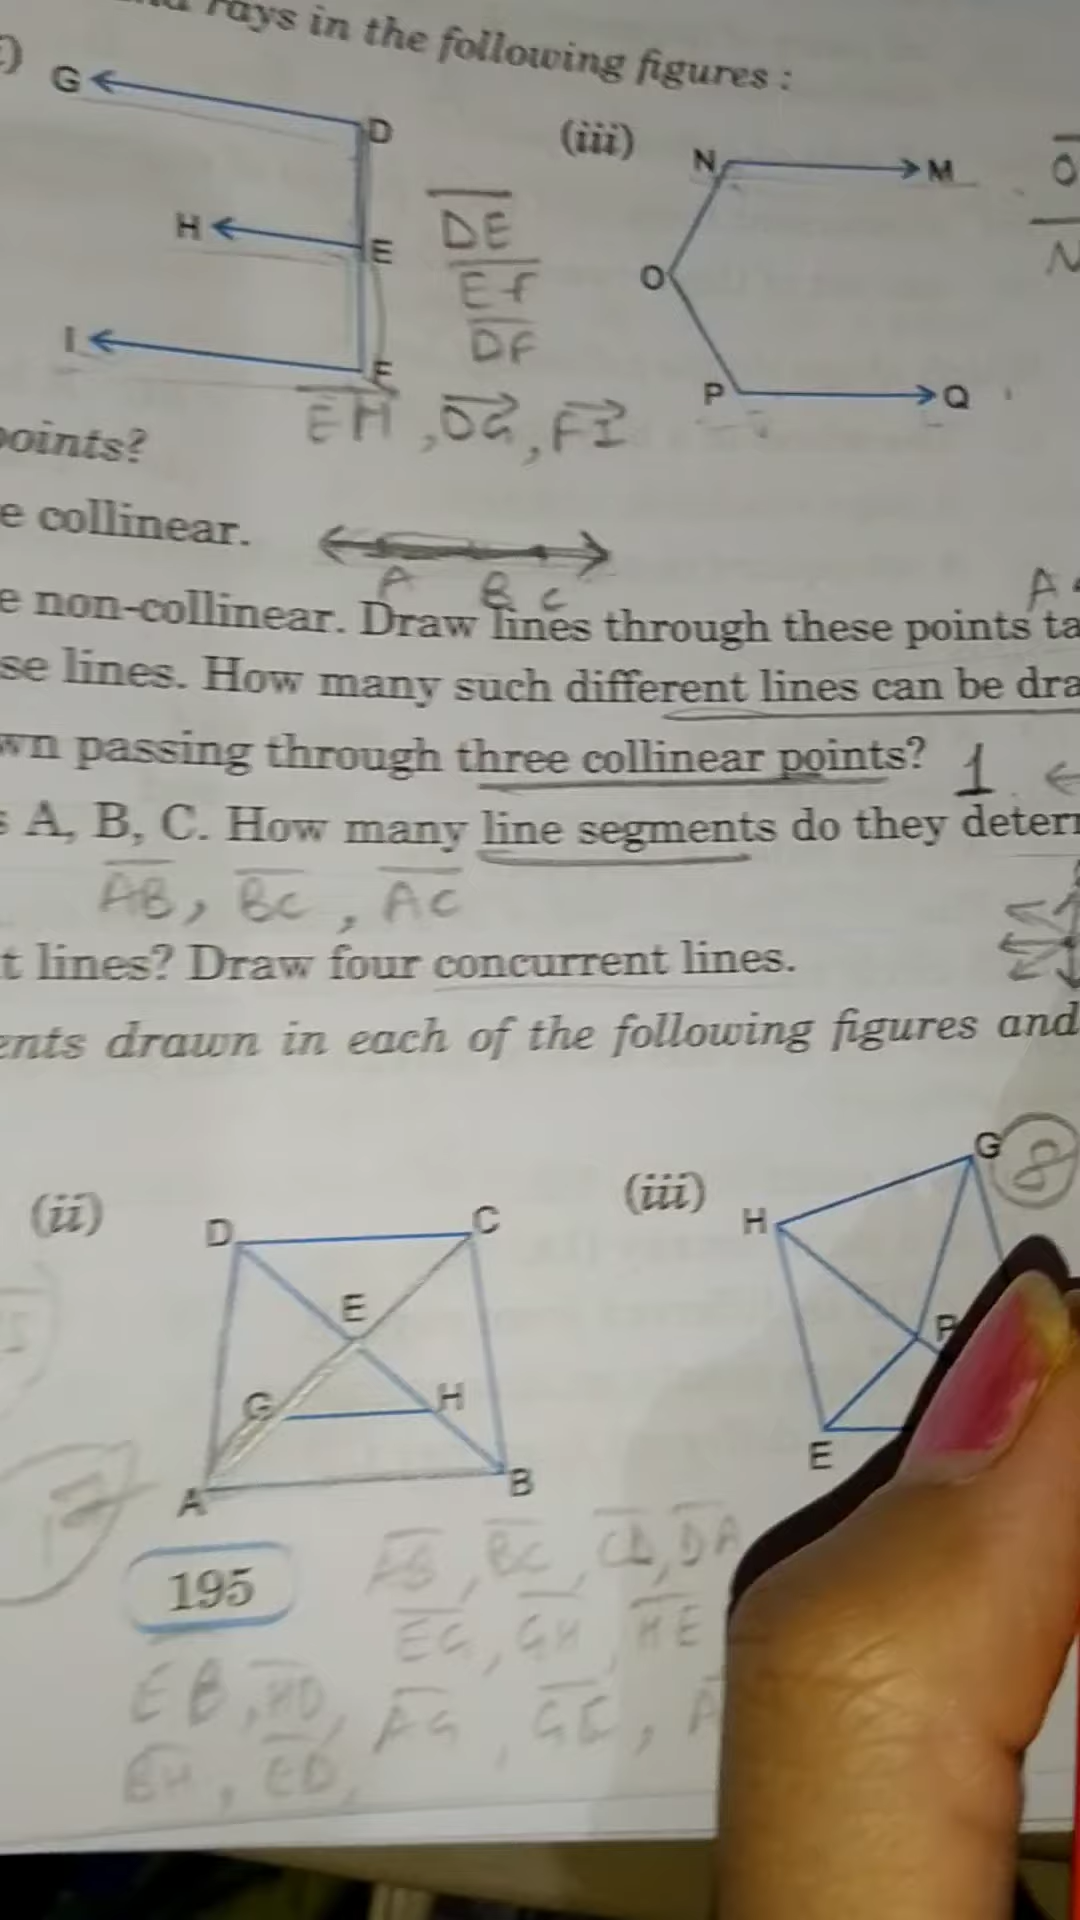 rays in the following figures :
G D
(iii) N M
H E
DE
O
Ef
I
DF
F
P Q
EH , DG , FI
points?
e collinear.
A B C
A
e non-collinear. Draw lines through these points ta
se lines. How many such different lines can be dra
wn passing through three collinear points? 1
s A, B, C. How many line segments do they deter
AB , BC , AC
t lines? Draw four concurrent lines.
ents drawn in each of the following figures and
G 8
(ii) D C
(iii) H
E
P
G H
E
A B
AB , BC , CD , DA
195
EG , GH HE
EB , HD , AG , GC , A
BH , ED ,